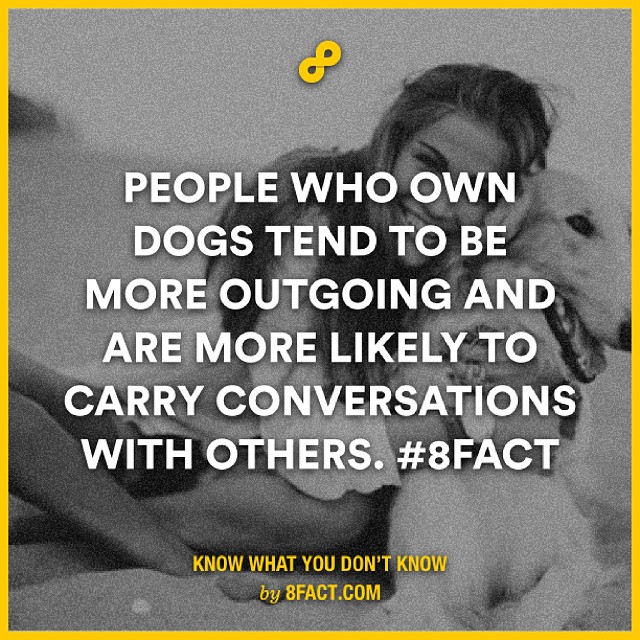 PEOPLE WHO OWN
DOGS TEND TO BE
MORE OUTGOING AND
ARE MORE LIKELY TO
CARRY CONVERSATIONS
WITH OTHERS. #8FACT
KNOW WHAT YOU DON'T KNOW
by 8FACT.COM